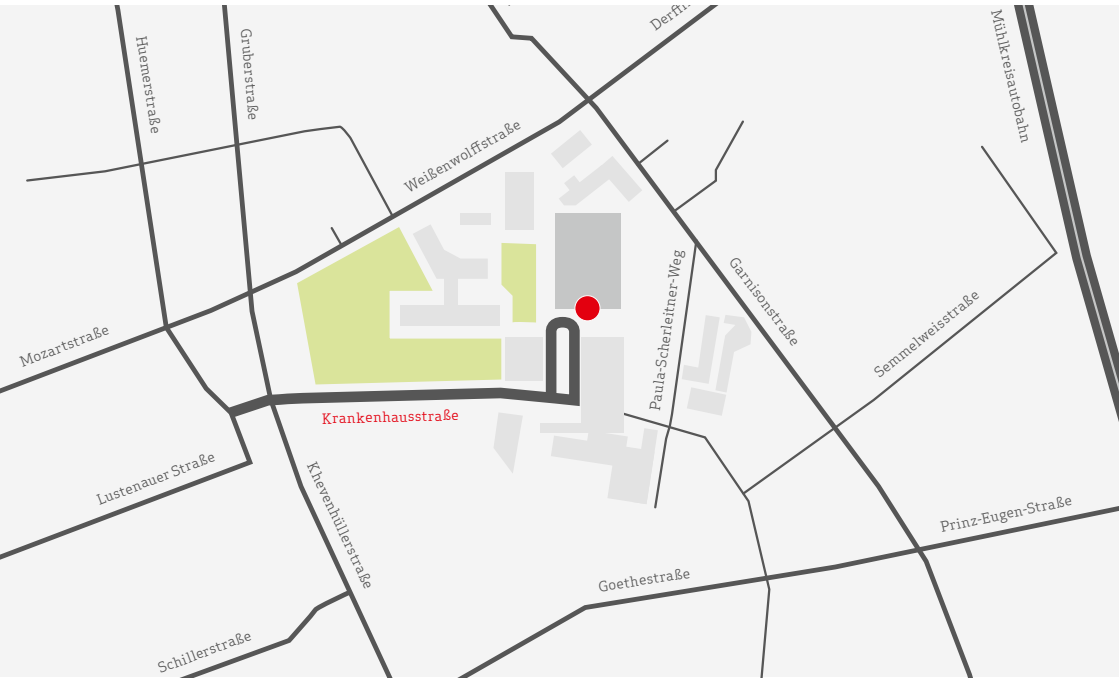 Derffli
Mühlkreisautobahn
Huemerstraße
Gruberstraße
Weißenwolffstraße
Garnisonstraße
Paula-Scherleitner-Weg
Semmelweisstraße
Mozartstraße
Krankenhausstraße
Lustenauer Straße
Khevenhüllerstraße
Prinz-Eugen-Straße
Goethestraße
Schillerstraße